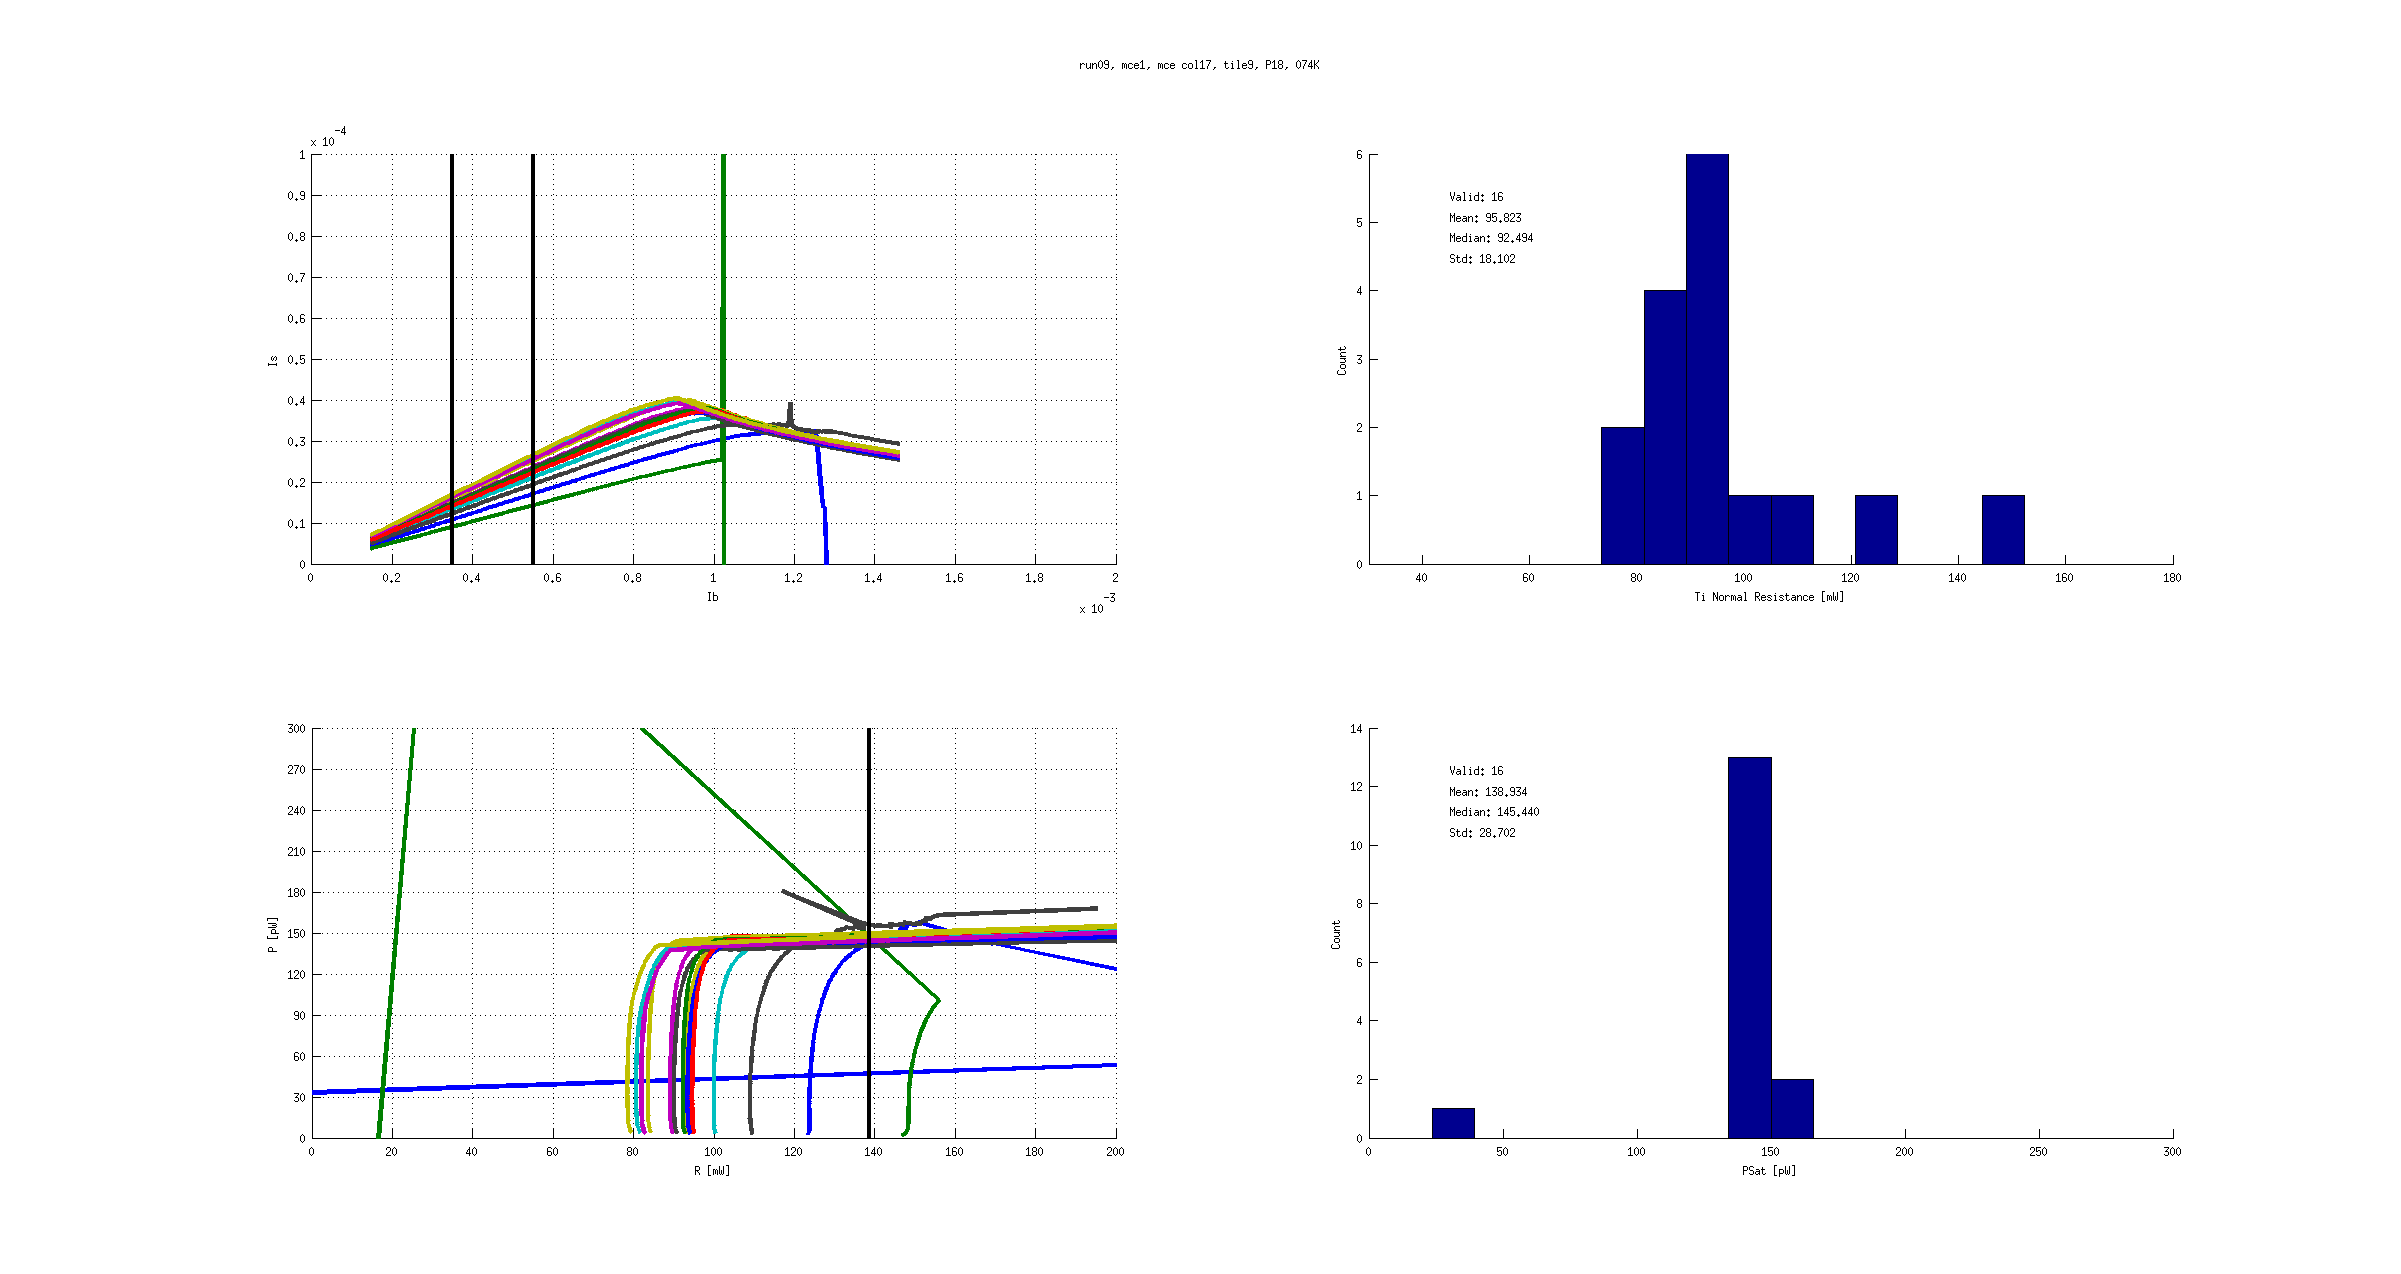 run09, mce1, mce col17, tile9, P18, 074K
x 10^-4
1
0.9
0.8
0.7
0.6
0.5
0.4
0.3
0.2
0.1
0
Is
0 0.2 0.4 0.6 0.8 1 1.2 1.4 1.6 1.8 2
Ib
x 10^-3
6
5
4
3
2
1
0
Count
Valid: 16
Mean: 95.823
Median: 92.494
Std: 18.102
40 60 80 100 120 140 160 180
Ti Normal Resistance [mW]
300
270
240
210
180
150
120
90
60
30
0
P [pW]
0 20 40 60 80 100 120 140 160 180 200
R [mW]
14
12
10
8
6
4
2
0
Count
Valid: 16
Mean: 138.934
Median: 145.440
Std: 28.702
0 50 100 150 200 250 300
PSat [pW]